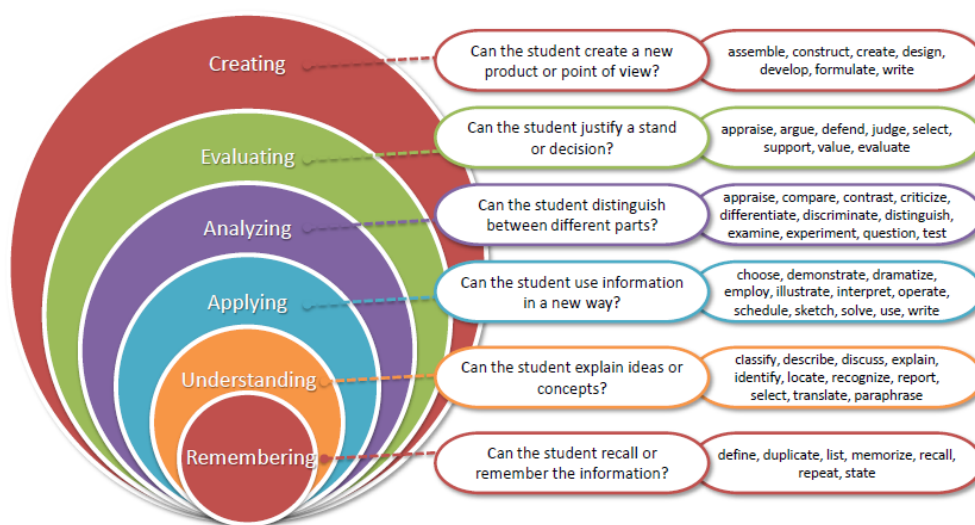 Creating
Can the student create a new
product or point of view?
assemble, construct, create, design,
develop, formulate, write
Evaluating
Can the student justify a stand
or decision?
appraise, argue, defend, judge, select,
support, value, evaluate
Analyzing
Can the student distinguish
between different parts?
appraise, compare, contrast, criticize,
differentiate, discriminate, distinguish,
examine, experiment, question, test
Applying
Can the student use information
in a new way?
choose, demonstrate, dramatize,
employ, illustrate, interpret, operate,
schedule, sketch, solve, use, write
Understanding
Can the student explain ideas or
concepts?
classify, describe, discuss, explain,
identify, locate, recognize, report,
select, translate, paraphrase
Remembering
Can the student recall or
remember the information?
define, duplicate, list, memorize, recall,
repeat, state